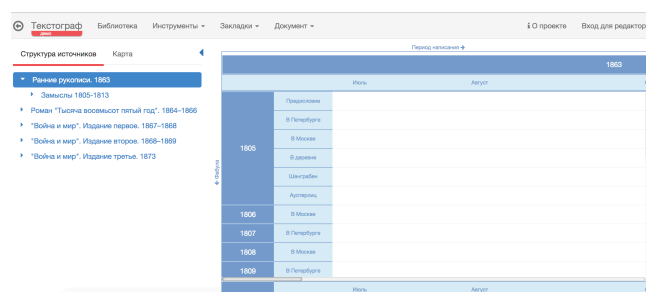 Текстограф
демо
Библиотека
Инструменты
Закладки
Документ
i О проекте
Вход для редактор
Структура источников
Карта
Ранние рукописи. 1863
Замыслы 1805-1813
Роман "Тысяча восемьсот пятый год". 1864–1866
"Война и мир". Издание первое. 1867–1868
"Война и мир". Издание второе. 1868–1869
"Война и мир". Издание третье. 1873
Период написания
1863
Июль
Август
Фабула
1805
Предисловие
В Петербурге
В Москве
В деревне
Шенграбен
Аустерлиц
1806
В Москве
1807
В Петербурге
1808
В Москве
1809
В Петербурге
Июль
Август